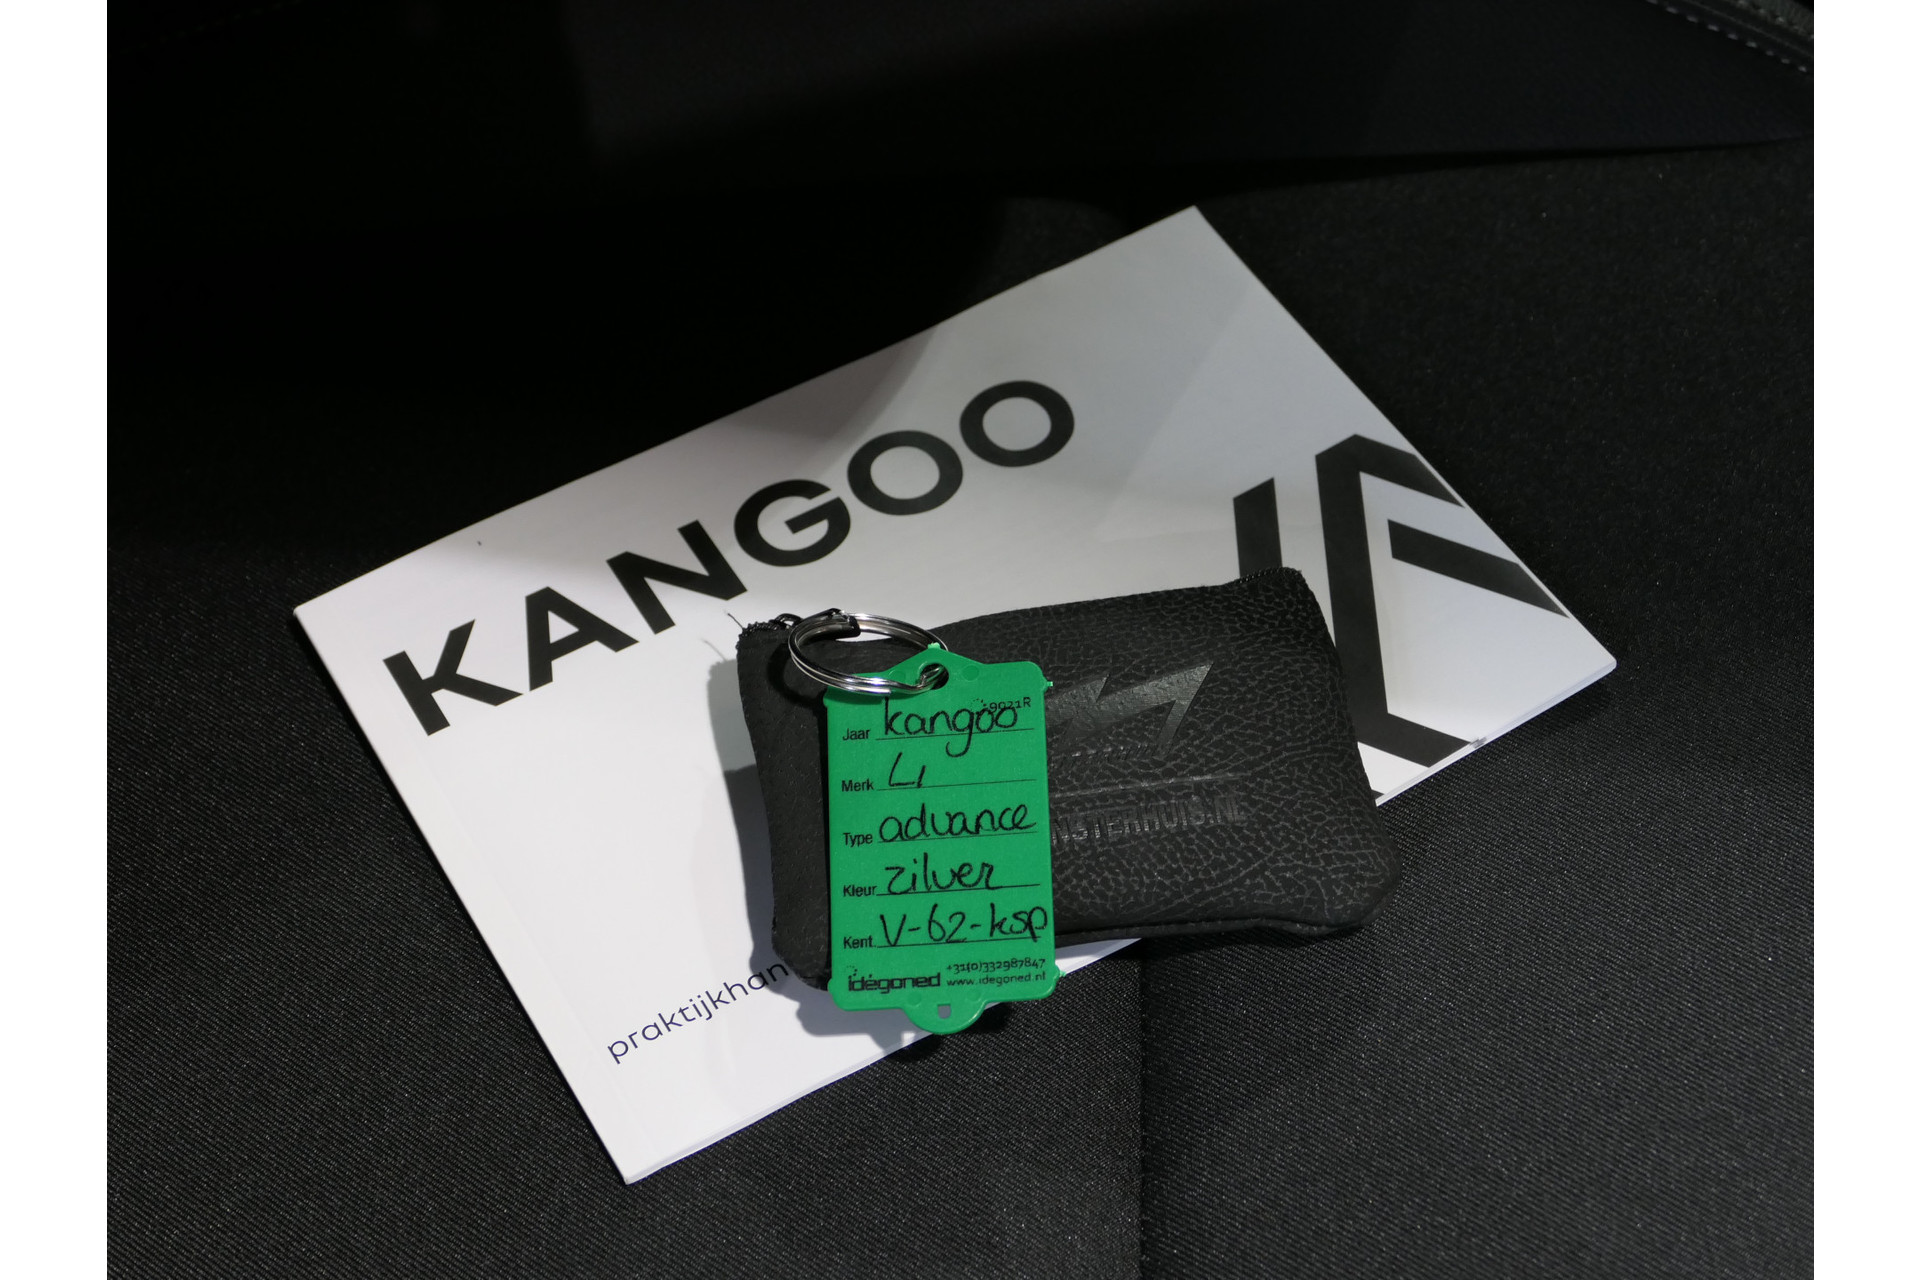 KANGOO
9021R
Jaar kangoo
Merk L1
Type advance
Kleur zilver
Kent. V-62-ksp
idegoned
+31(0)332987847
www.idegoned.nl
NSTERHUIS.NL
praktijkhan